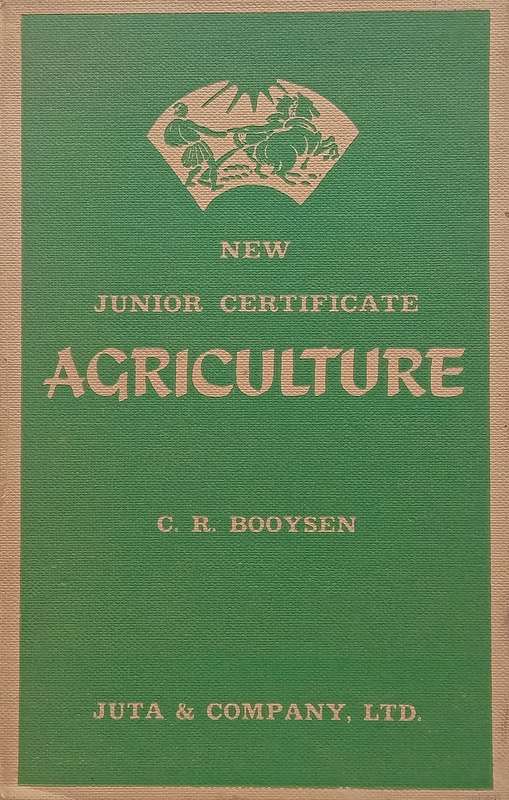 NEW
JUNIOR CERTIFICATE
AGRICULTURE
C. R. BOOYSEN
JUTA & COMPANY, LTD.